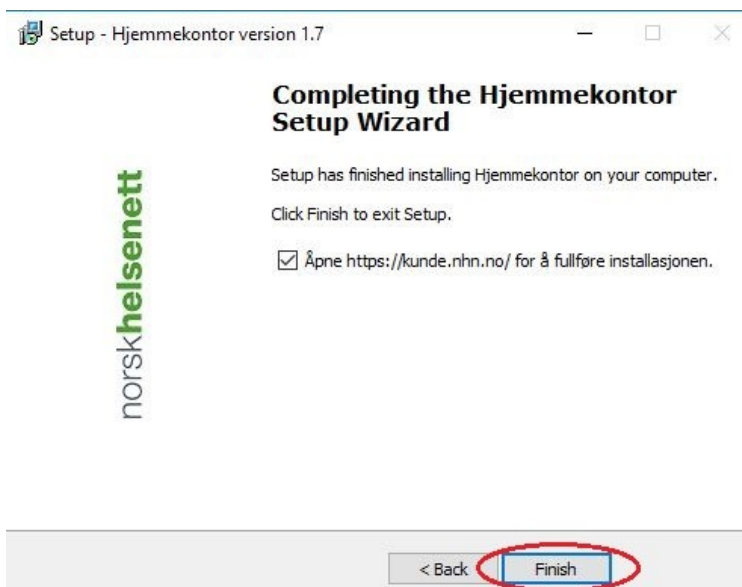 Setup - Hjemmekontor version 1.7
Completing the Hjemmekontor
Setup Wizard
Setup has finished installing Hjemmekontor on your computer.
Click Finish to exit Setup.
Åpne https://kunde.nhn.no/ for å fullføre installasjonen.
norskhelsenett
< Back
Finish